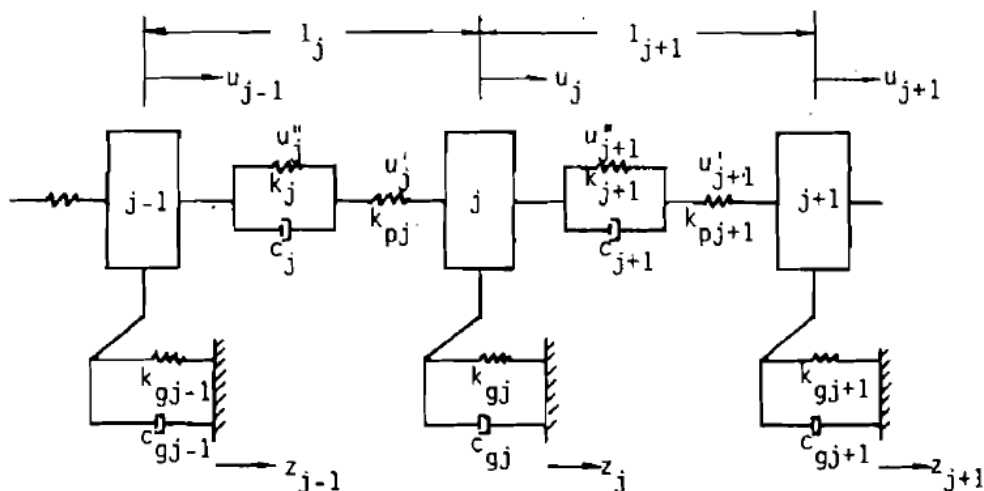 l_j l_{j+1}
u_{j-1} u_j u_{j+1}
u''_j u''_{j+1}
k_j u'_j k_{j+1} u'_{j+1}
j-1 j j+1
c_j k_{pj} c_{j+1} k_{pj+1}
k_{gj-1} k_{gj} k_{gj+1}
c_{gj-1} c_{gj} c_{gj+1}
z_{j-1} z_j z_{j+1}